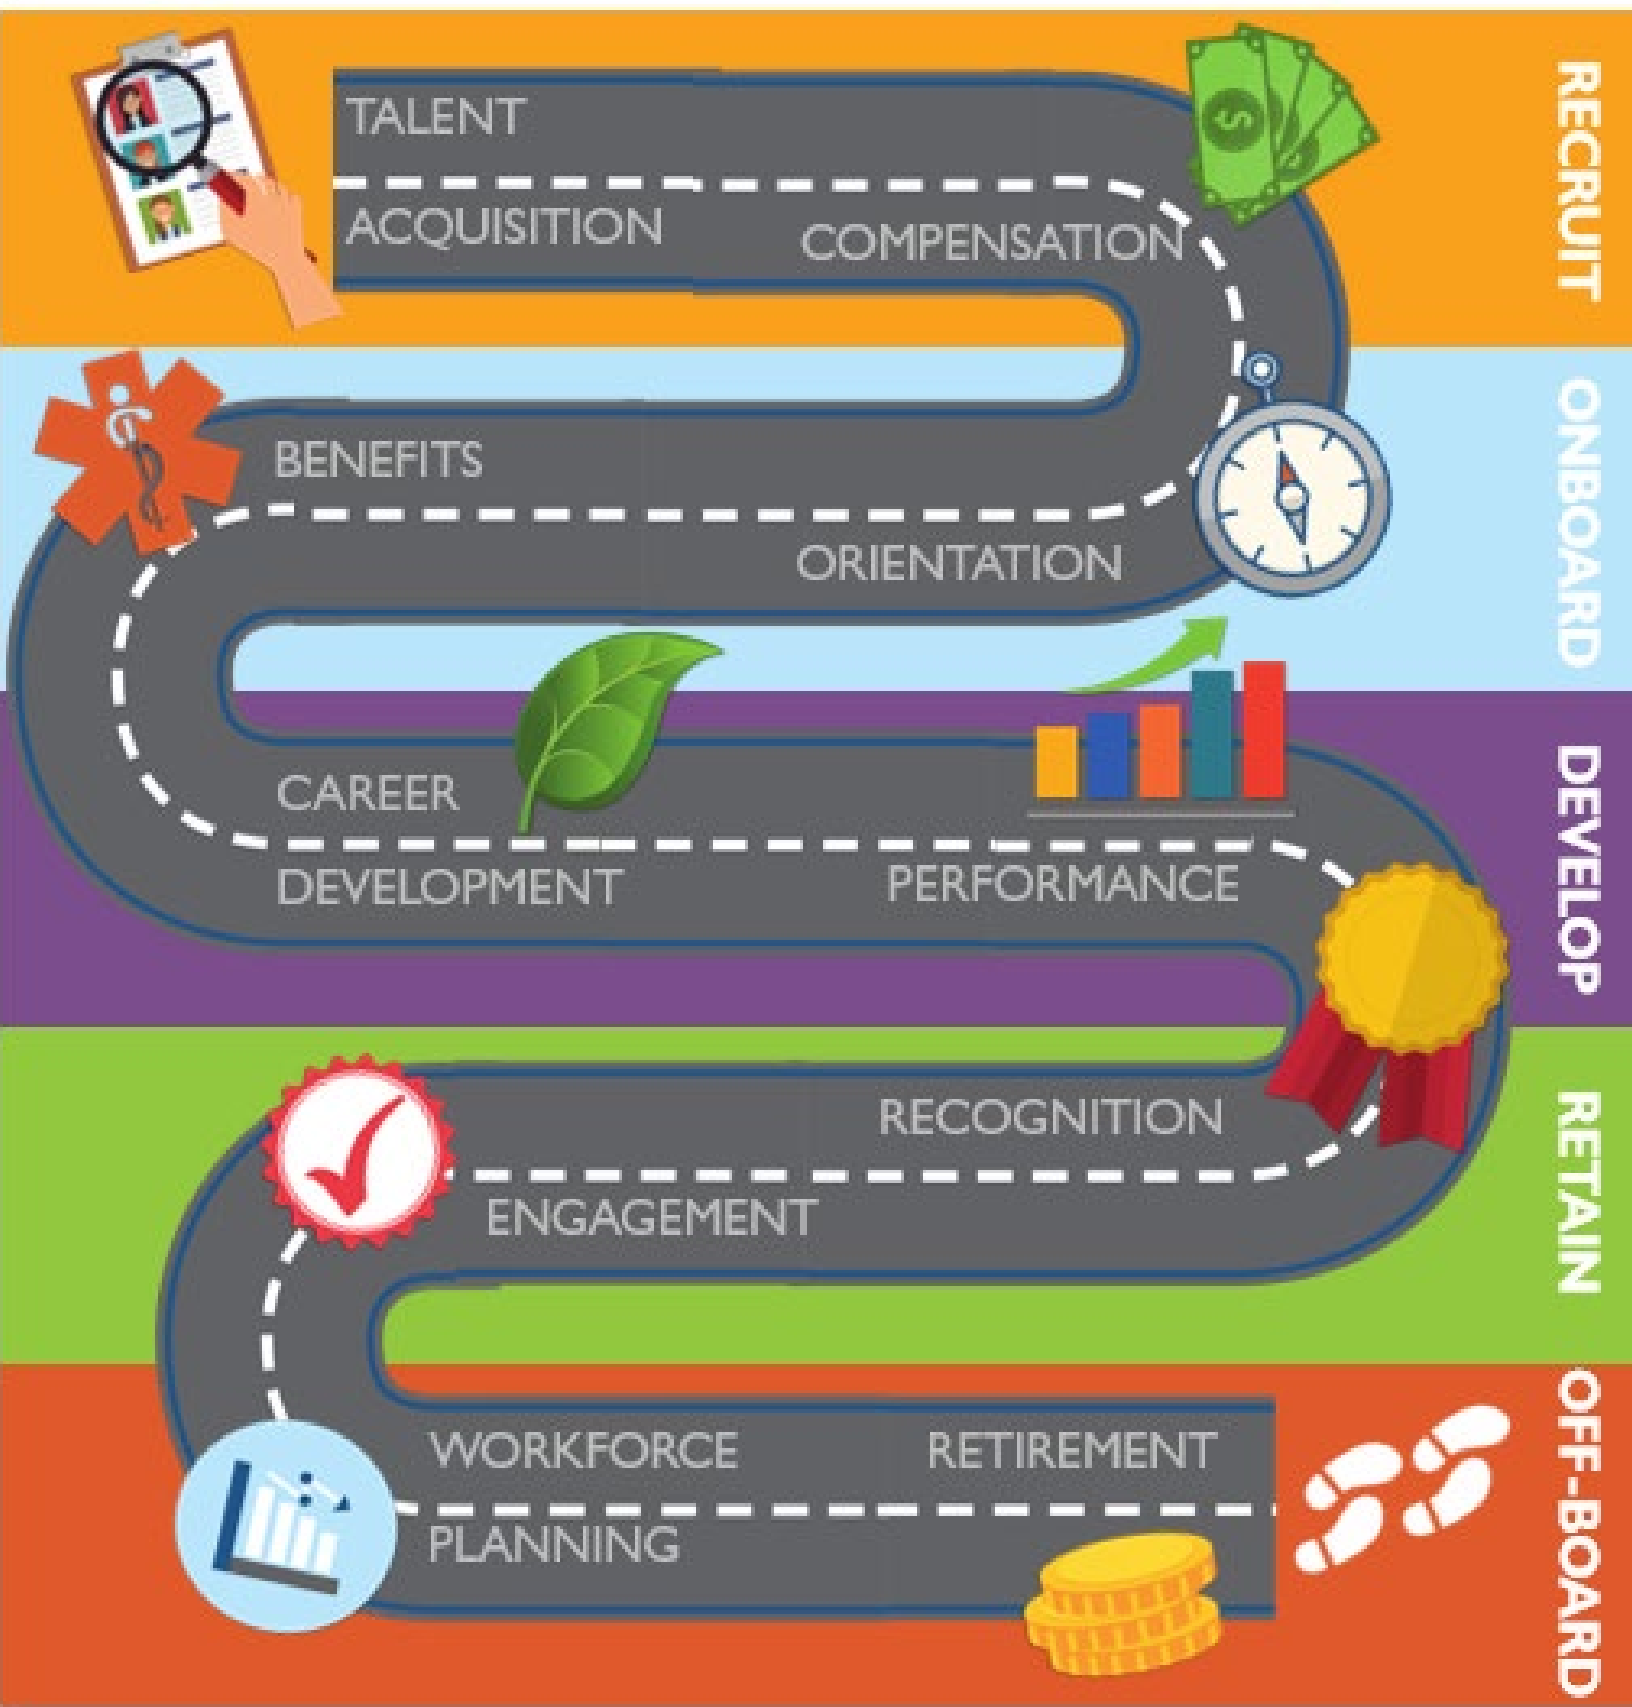 TALENT
ACQUISITION
COMPENSATION
RECRUIT
BENEFITS
ORIENTATION
ONBOARD
CAREER
DEVELOPMENT
PERFORMANCE
DEVELOP
RECOGNITION
ENGAGEMENT
RETAIN
WORKFORCE
PLANNING
RETIREMENT
OFF-BOARD